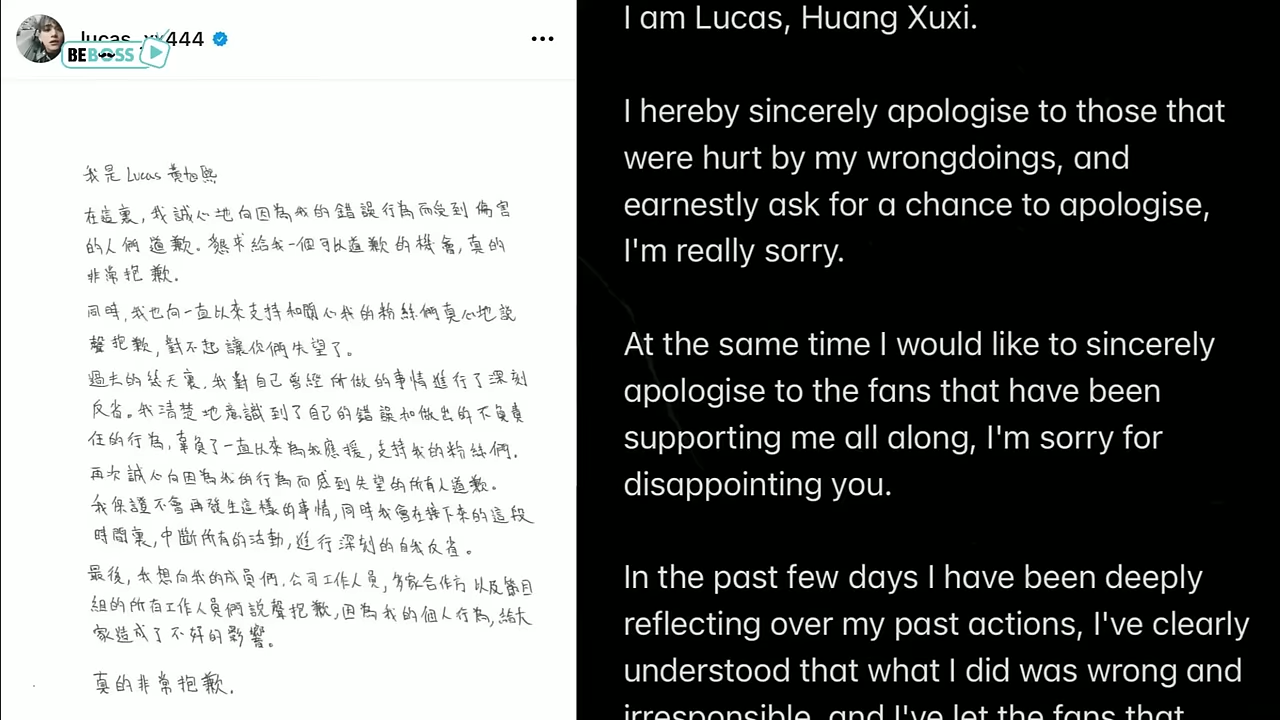 lucas_xx444
BEBOSS
我是 Lucas 黃旭熙
在這裏，我誠心地向因為我的錯誤行為而受到傷害
的人們道歉。懇求給我一個可以道歉的機會，真的
非常抱歉.
同時，我也向一直以來支持和關心我的粉絲們真心地說
聲抱歉，對不起讓你們失望了。
過去的幾天裏，我對自己曾經所做的事情進行了深刻
反省。我清楚地意識到了自己的錯誤和做出的不負責
任的行為，辜負了一直以來為我應援，支持我的粉絲們.
再次誠心向因為我的行為而感到失望的所有人道歉。
我保證不會再發生這樣的事情，同時我會在接下來的這段
時間裏，中斷所有的活動，進行深刻的自我反省。
最後，我想向我的成員們.公司工作人員，多家合作方以及節目
組的所有工作人員們說聲抱歉，因為我的個人行為，給大
家造成了不好的影響。
真的非常抱歉.
I am Lucas, Huang Xuxi.
I hereby sincerely apologise to those that
were hurt by my wrongdoings, and
earnestly ask for a chance to apologise,
I'm really sorry.
At the same time I would like to sincerely
apologise to the fans that have been
supporting me all along, I'm sorry for
disappointing you.
In the past few days I have been deeply
reflecting over my past actions, I've clearly
understood that what I did was wrong and
irresponsible, and I've let the fans that